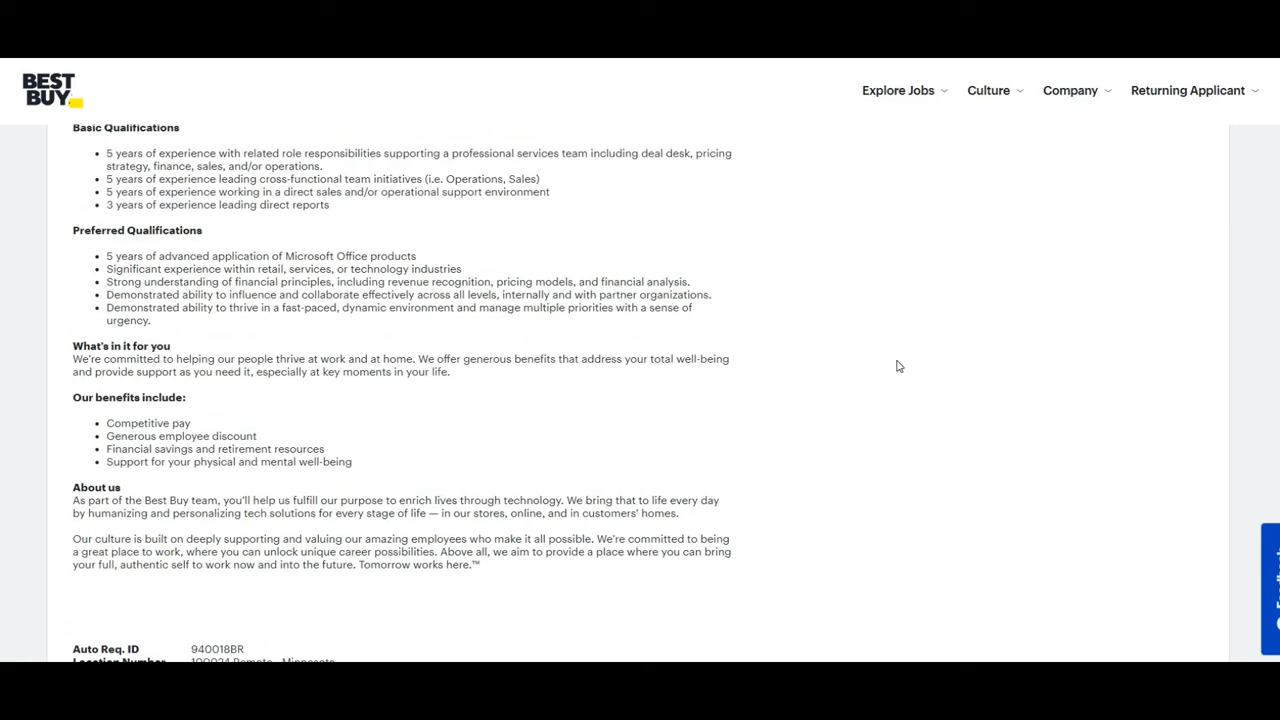 BEST
BUY
Explore Jobs
Culture
Company
Returning Applicant
Basic Qualifications
• 5 years of experience with related role responsibilities supporting a professional services team including deal desk, pricing
strategy, finance, sales, and/or operations.
• 5 years of experience leading cross-functional team initiatives (i.e. Operations, Sales)
• 5 years of experience working in a direct sales and/or operational support environment
• 3 years of experience leading direct reports
Preferred Qualifications
• 5 years of advanced application of Microsoft Office products
• Significant experience within retail, services, or technology industries
• Strong understanding of financial principles, including revenue recognition, pricing models, and financial analysis.
• Demonstrated ability to influence and collaborate effectively across all levels, internally and with partner organizations.
• Demonstrated ability to thrive in a fast-paced, dynamic environment and manage multiple priorities with a sense of
urgency.
What's in it for you
We're committed to helping our people thrive at work and at home. We offer generous benefits that address your total well-being
and provide support as you need it, especially at key moments in your life.
Our benefits include:
• Competitive pay
• Generous employee discount
• Financial savings and retirement resources
• Support for your physical and mental well-being
About us
As part of the Best Buy team, you'll help us fulfill our purpose to enrich lives through technology. We bring that to life every day
by humanizing and personalizing tech solutions for every stage of life — in our stores, online, and in customers' homes.
Our culture is built on deeply supporting and valuing our amazing employees who make it all possible. We're committed to being
a great place to work, where you can unlock unique career possibilities. Above all, we aim to provide a place where you can bring
your full, authentic self to work now and into the future. Tomorrow works here.™
Auto Req. ID 940018BR
Location Number